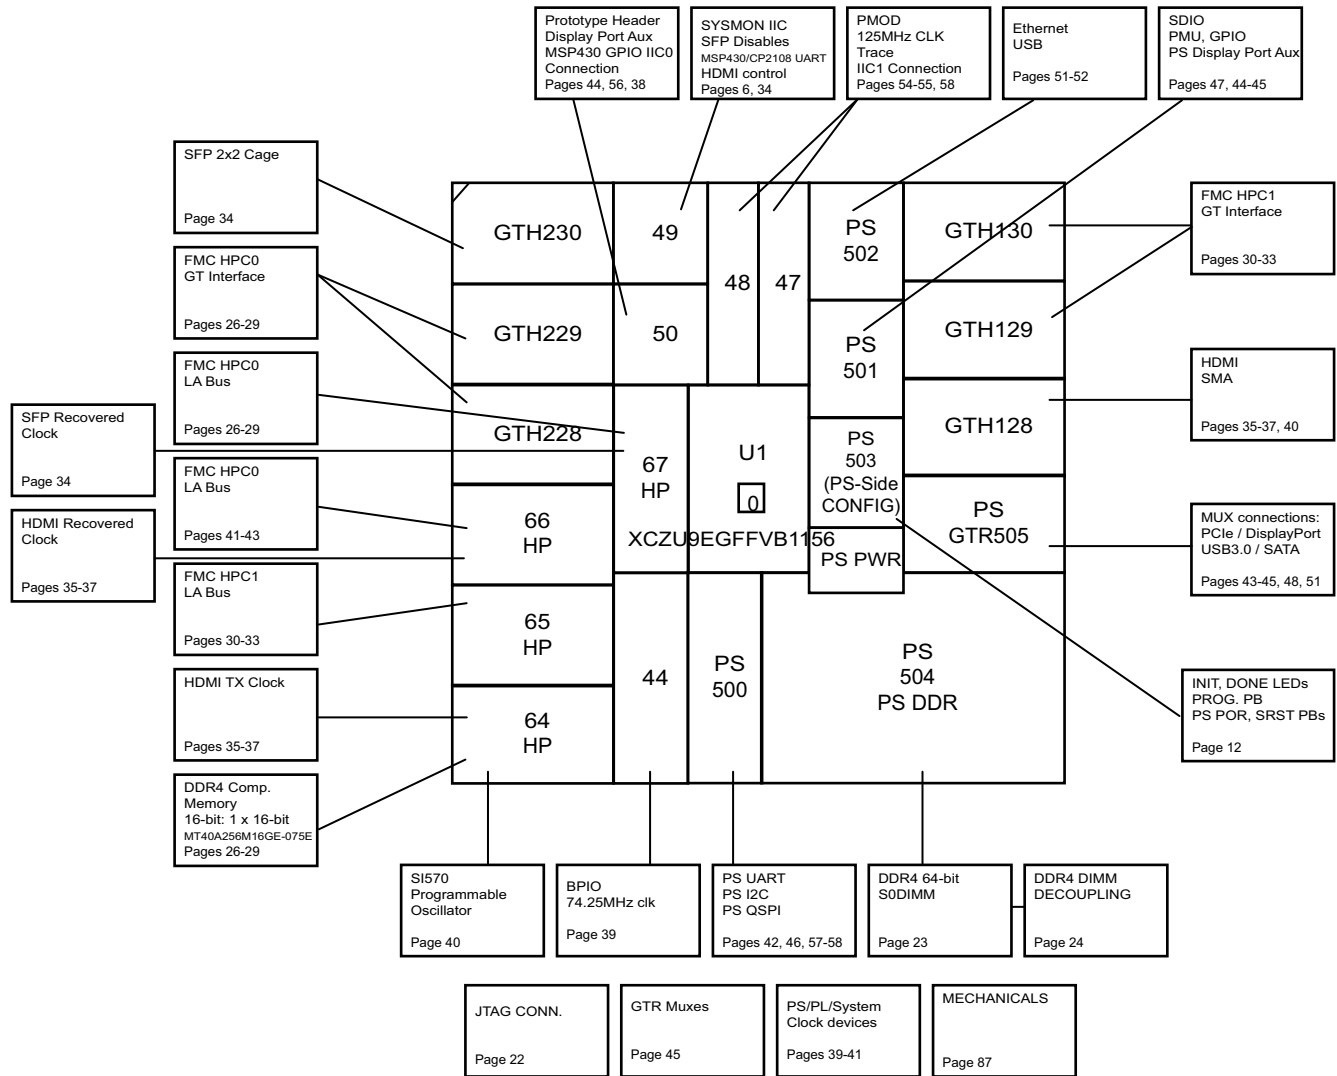 Prototype Header
Display Port Aux
MSP430 GPIO IIC0
Connection
Pages 44, 56, 38
SYSMON IIC
SFP Disables
MSP430/CP2108 UART
HDMI control
Pages 6, 34
PMOD
125MHz CLK
Trace
IIC1 Connection
Pages 54-55, 58
Ethernet
USB
Pages 51-52
SDIO
PMU, GPIO
PS Display Port Aux
Pages 47, 44-45
SFP 2x2 Cage
Page 34
FMC HPC0
GT Interface
Pages 26-29
FMC HPC0
LA Bus
Pages 26-29
SFP Recovered
Clock
Page 34
FMC HPC0
LA Bus
Pages 41-43
HDMI Recovered
Clock
Pages 35-37
FMC HPC1
LA Bus
Pages 30-33
HDMI TX Clock
Pages 35-37
DDR4 Comp.
Memory
16-bit: 1 x 16-bit
MT40A256M16GE-075E
Pages 26-29
GTH230
49
48
47
PS
502
GTH130
GTH229
50
PS
501
GTH129
GTH228
67
HP
U1
0
XCZU9EGFFVB1156
PS
503
(PS-Side
CONFIG)
GTH128
66
HP
PS PWR
PS
GTR505
65
HP
44
PS
500
PS
504
PS DDR
64
HP
FMC HPC1
GT Interface
Pages 30-33
HDMI
SMA
Pages 35-37, 40
MUX connections:
PCIe / DisplayPort
USB3.0 / SATA
Pages 43-45, 48, 51
INIT, DONE LEDs
PROG. PB
PS POR, SRST PBs
Page 12
SI570
Programmable
Oscillator
Page 40
BPIO
74.25MHz clk
Page 39
PS UART
PS I2C
PS QSPI
Pages 42, 46, 57-58
DDR4 64-bit
S0DIMM
Page 23
DDR4 DIMM
DECOUPLING
Page 24
JTAG CONN.
Page 22
GTR Muxes
Page 45
PS/PL/System
Clock devices
Pages 39-41
MECHANICALS
Page 87